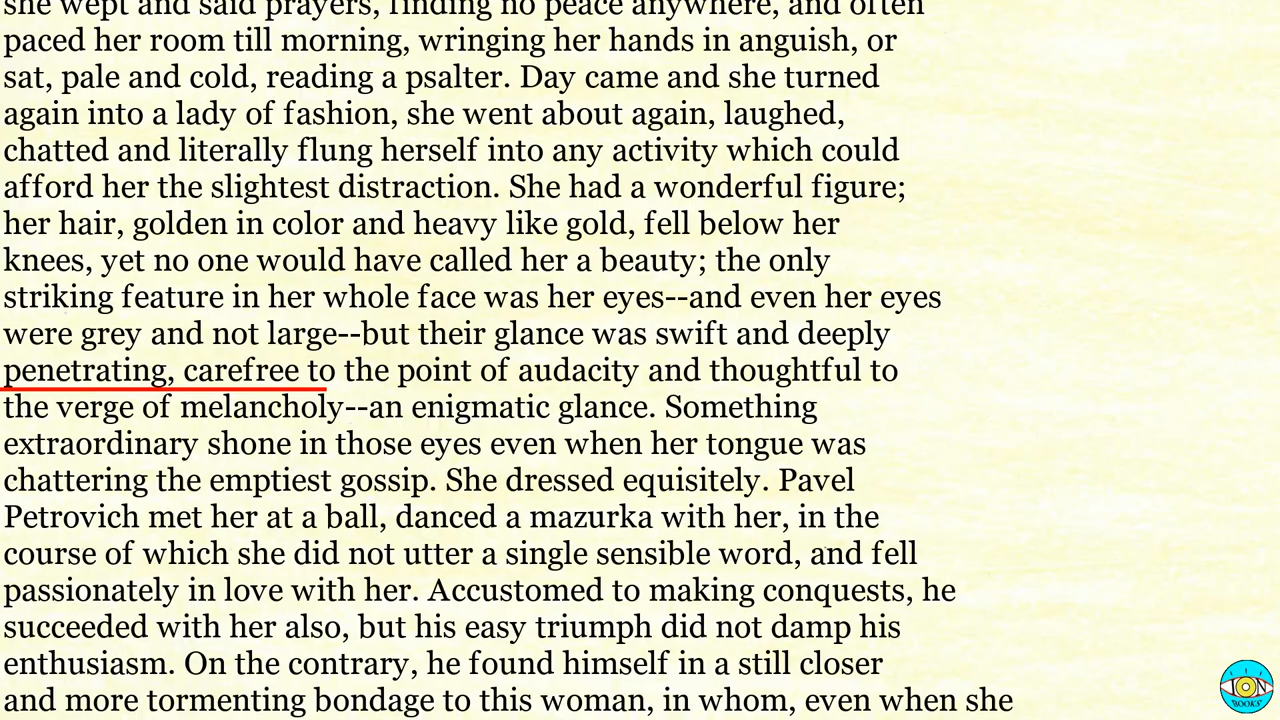 she wept and said prayers, finding no peace anywhere, and often
paced her room till morning, wringing her hands in anguish, or
sat, pale and cold, reading a psalter. Day came and she turned
again into a lady of fashion, she went about again, laughed,
chatted and literally flung herself into any activity which could
afford her the slightest distraction. She had a wonderful figure;
her hair, golden in color and heavy like gold, fell below her
knees, yet no one would have called her a beauty; the only
striking feature in her whole face was her eyes--and even her eyes
were grey and not large--but their glance was swift and deeply
penetrating, carefree to the point of audacity and thoughtful to
the verge of melancholy--an enigmatic glance. Something
extraordinary shone in those eyes even when her tongue was
chattering the emptiest gossip. She dressed equisitely. Pavel
Petrovich met her at a ball, danced a mazurka with her, in the
course of which she did not utter a single sensible word, and fell
passionately in love with her. Accustomed to making conquests, he
succeeded with her also, but his easy triumph did not damp his
enthusiasm. On the contrary, he found himself in a still closer
and more tormenting bondage to this woman, in whom, even when she
ION
BOOKS